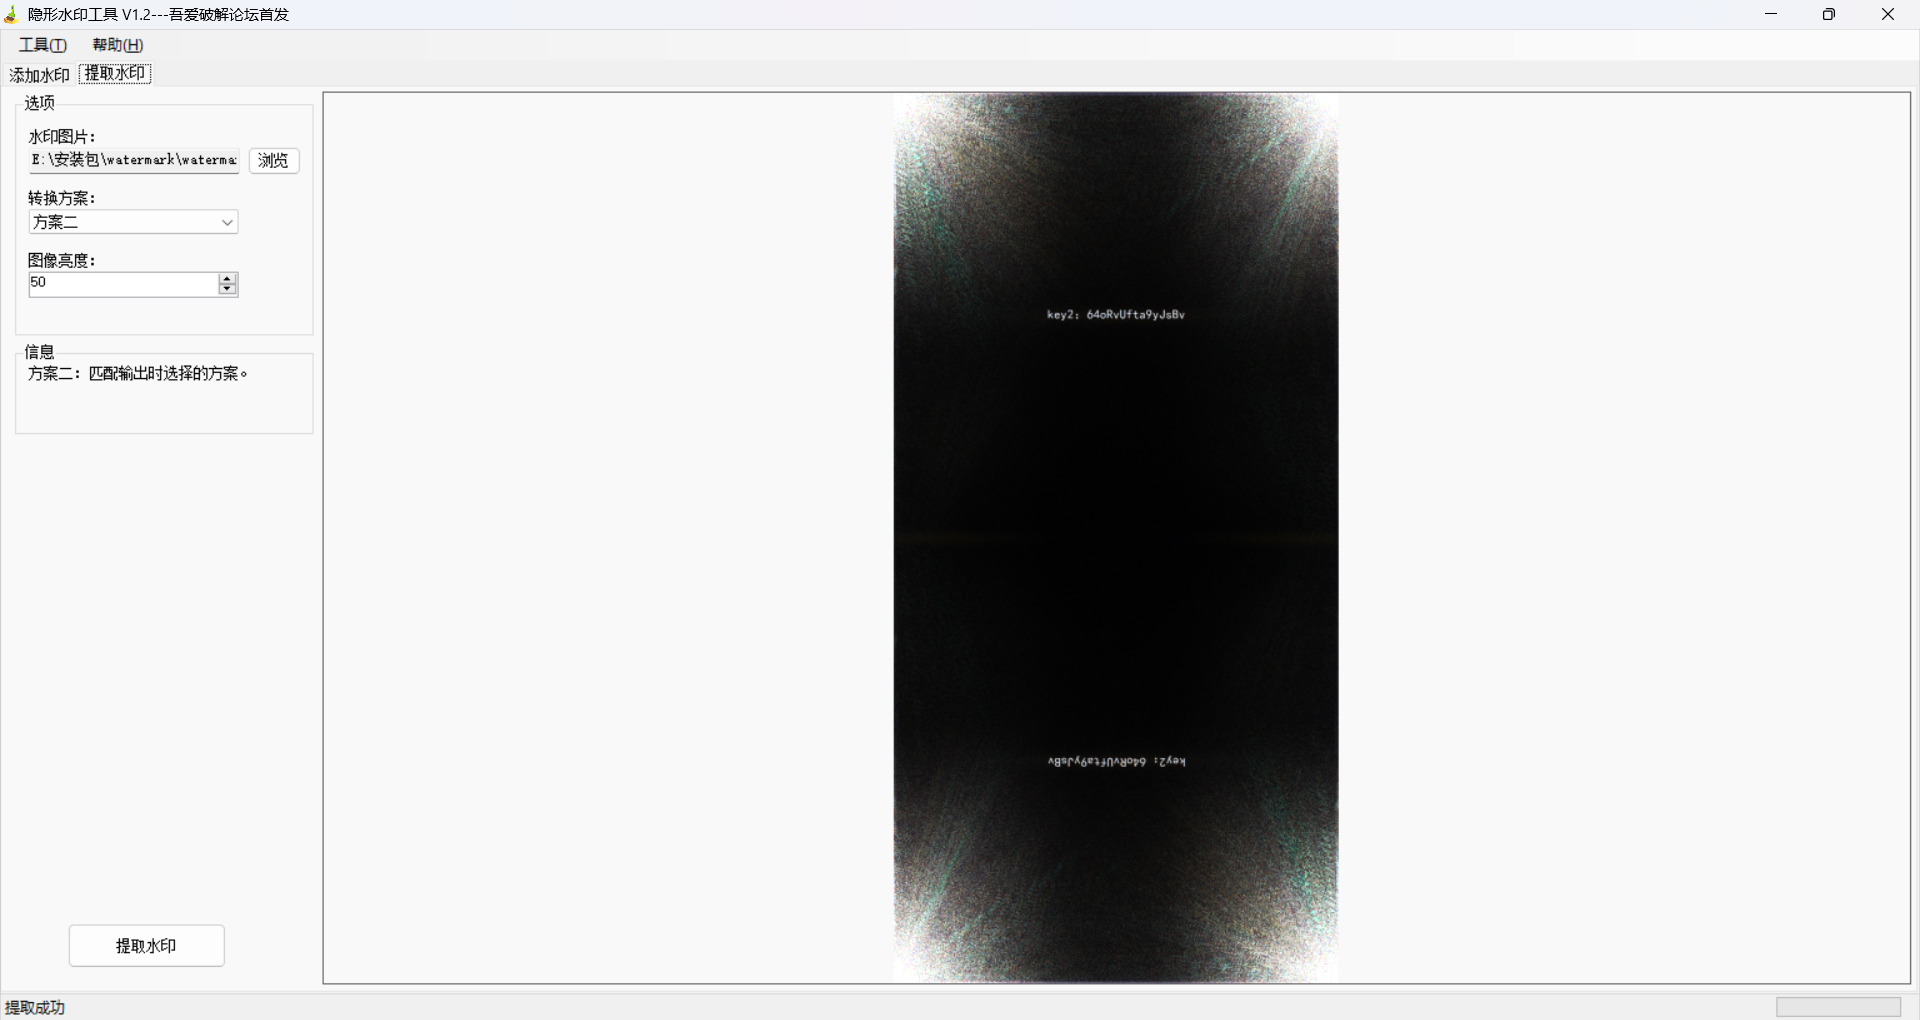 隐形水印工具 V1.2---吾爱破解论坛首发
工具(T) 帮助(H)
添加水印 提取水印
选项
水印图片：
E:\安装包\watermark\waterma
浏览
转换方案：
方案二
图像亮度：
50
信息
方案二：匹配输出时选择的方案。
提取水印
key2: 64oRvUfta9yJsBv
key2: 64oRvUfta9yJsBv
提取成功